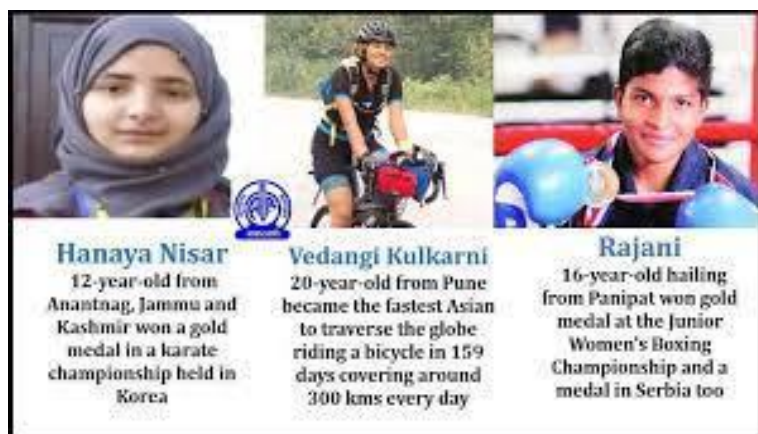 Hanaya Nisar
12-year-old from
Anantnag, Jammu and
Kashmir won a gold
medal in a karate
championship held in
Korea
Vedangi Kulkarni
20-year-old from Pune
became the fastest Asian
to traverse the globe
riding a bicycle in 159
days covering around
300 kms every day
Rajani
16-year-old hailing
from Panipat won gold
medal at the Junior
Women's Boxing
Championship and a
medal in Serbia too